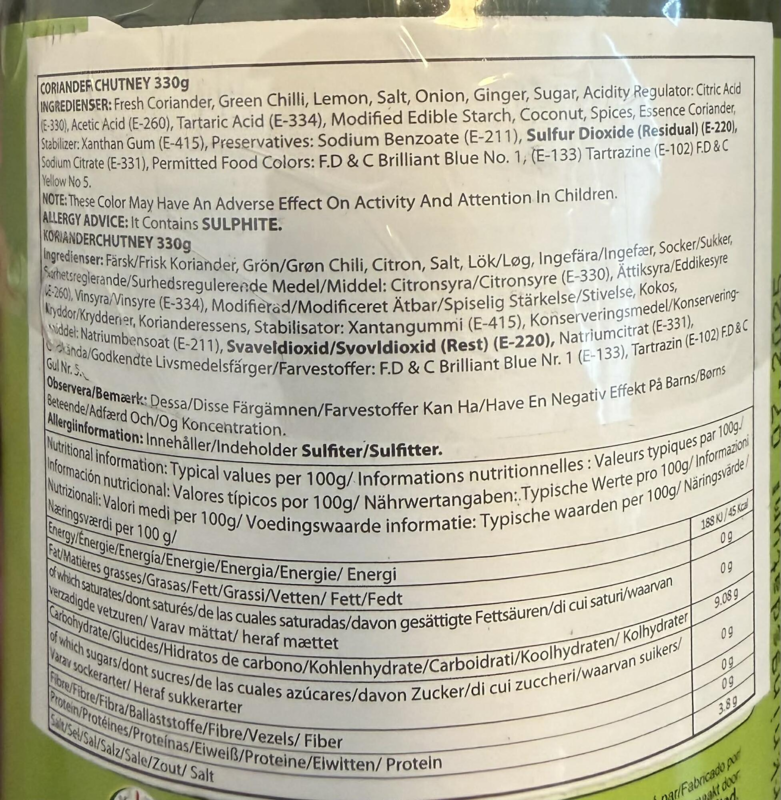 CORIANDER CHUTNEY 330g
INGREDIENSER: Fresh Coriander, Green Chilli, Lemon, Salt, Onion, Ginger, Sugar, Acidity Regulator: Citric Acid
(E-330), Acetic Acid (E-260), Tartaric Acid (E-334), Modified Edible Starch, Coconut, Spices, Essence Coriander,
Stabilizer: Xanthan Gum (E-415), Preservatives: Sodium Benzoate (E-211), Sulfur Dioxide (Residual) (E-220),
Sodium Citrate (E-331), Permitted Food Colors: F.D & C Brilliant Blue No. 1, (E-133) Tartrazine (E-102) F.D & C
Yellow No 5.
NOTE: These Color May Have An Adverse Effect On Activity And Attention In Children.
ALLERGY ADVICE: It Contains SULPHITE.
KORIANDERCHUTNEY 330g
Ingredienser: Färsk/Frisk Koriander, Grön/Grøn Chili, Citron, Salt, Lök/Løg, Ingefära/Ingefær, Socker/Sukker,
Surhetsreglerande/Surhedsregulerende Medel/Middel: Citronsyra/Citronsyre (E-330), Ättiksyra/Eddikesyre
(E-260), Vinsyra/Vinsyre (E-334), Modifierad/Modificeret Ätbar/Spiselig Stärkelse/Stivelse, Kokos,
Kryddor/Krydderier, Korianderessens, Stabilisator: Xantangummi (E-415), Konserveringsmedel/Konservering-
middel: Natriumbensoat (E-211), Svaveldioxid/Svovldioxid (Rest) (E-220), Natriumcitrat (E-331),
/Godkendte Livsmedelsfärger/Farvestoffer: F.D & C Brilliant Blue Nr. 1 (E-133), Tartrazin (E-102) F.D & C
Gul Nr. 5.
Observera/Bemærk: Dessa/Disse Färgämnen/Farvestoffer Kan Ha/Have En Negativ Effekt På Barns/Børns
Beteende/Adfærd Och/Og Koncentration.
Allergiinformation: Innehåller/Indeholder Sulfiter/Sulfitter.
Nutritional information: Typical values per 100g/ Informations nutritionnelles : Valeurs typiques par 100g/
Información nutricional: Valores típicos por 100g/ Nährwertangaben: Typische Werte pro 100g/ Informazioni
Nutrizionali: Valori medi per 100g/ Voedingswaarde informatie: Typische waarden per 100g/ Näringsvärde/
Næringsværdi per 100 g/
Energy/Énergie/Energía/Energie/Energia/Energie/ Energi 188 KJ/45 Kcal
Fat/Matières grasses/Grasas/Fett/Grassi/Vetten/ Fett/Fedt 0 g
of which saturates/dont saturés/de las cuales saturadas/davon gesättigte Fettsäuren/di cui saturi/waarvan
verzadigde vetzuren/ Varav mättat/ heraf mættet 0 g
Carbohydrate/Glucides/Hidratos de carbono/Kohlenhydrate/Carboidrati/Koolhydraten/ Kolhydrater 9.08 g
of which sugars/dont sucres/de las cuales azúcares/davon Zucker/di cui zuccheri/waarvan suikers/
Varav sockerarter/ Heraf sukkerarter 0 g
Fibre/Fibre/Fibra/Ballaststoffe/Fibre/Vezels/ Fiber 0 g
Protein/Protéines/Proteínas/Eiweiß/Proteine/Eiwitten/ Protein 0 g
Salt/Sel/Sal/Salz/Sale/Zout/ Salt 3.8 g
par/Fabricado por/
door: